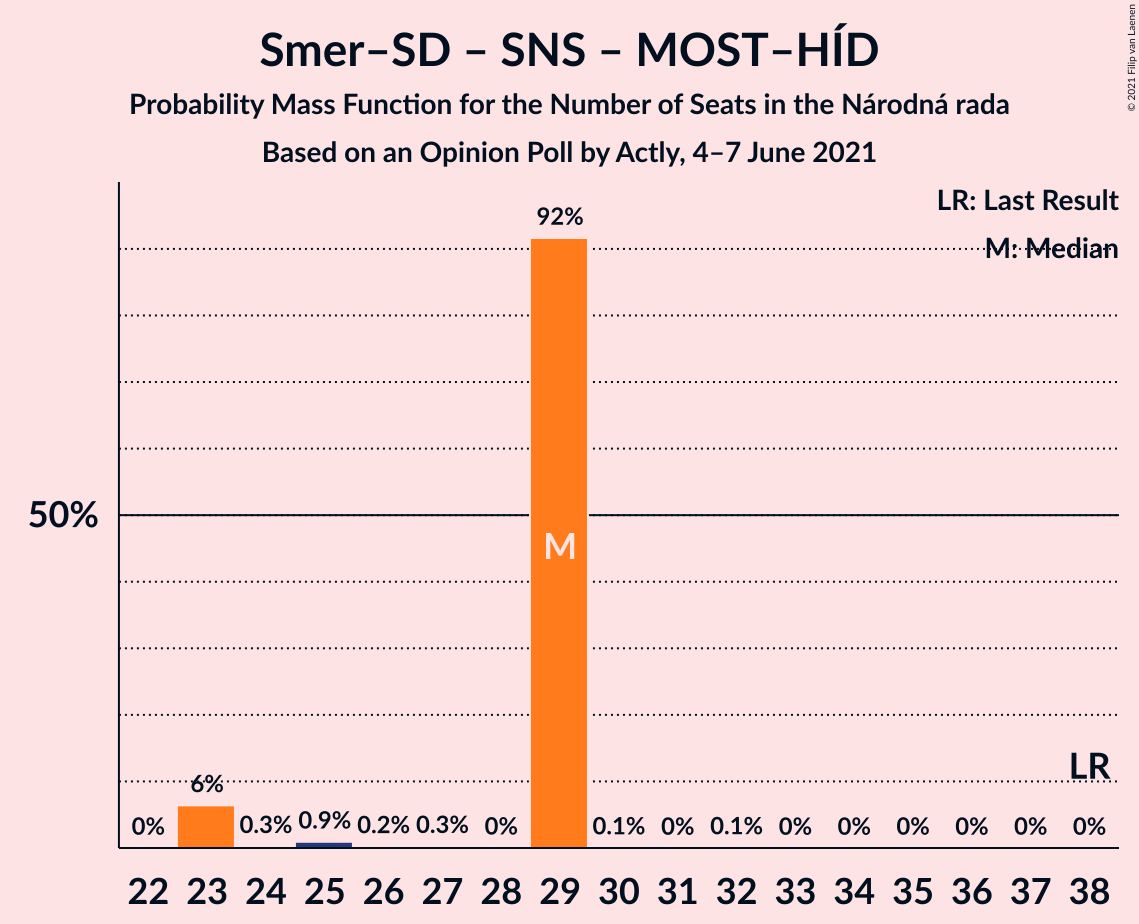 Smer–SD – SNS – MOST–HÍD
Probability Mass Function for the Number of Seats in the Národná rada
Based on an Opinion Poll by Actly, 4–7 June 2021
© 2021 Filip van Laenen
LR: Last Result
M: Median
92%
50%
M
LR
6%
0% 0.3% 0.9% 0.2% 0.3% 0% 0.1% 0% 0.1% 0% 0% 0% 0% 0% 0%
22 23 24 25 26 27 28 29 30 31 32 33 34 35 36 37 38